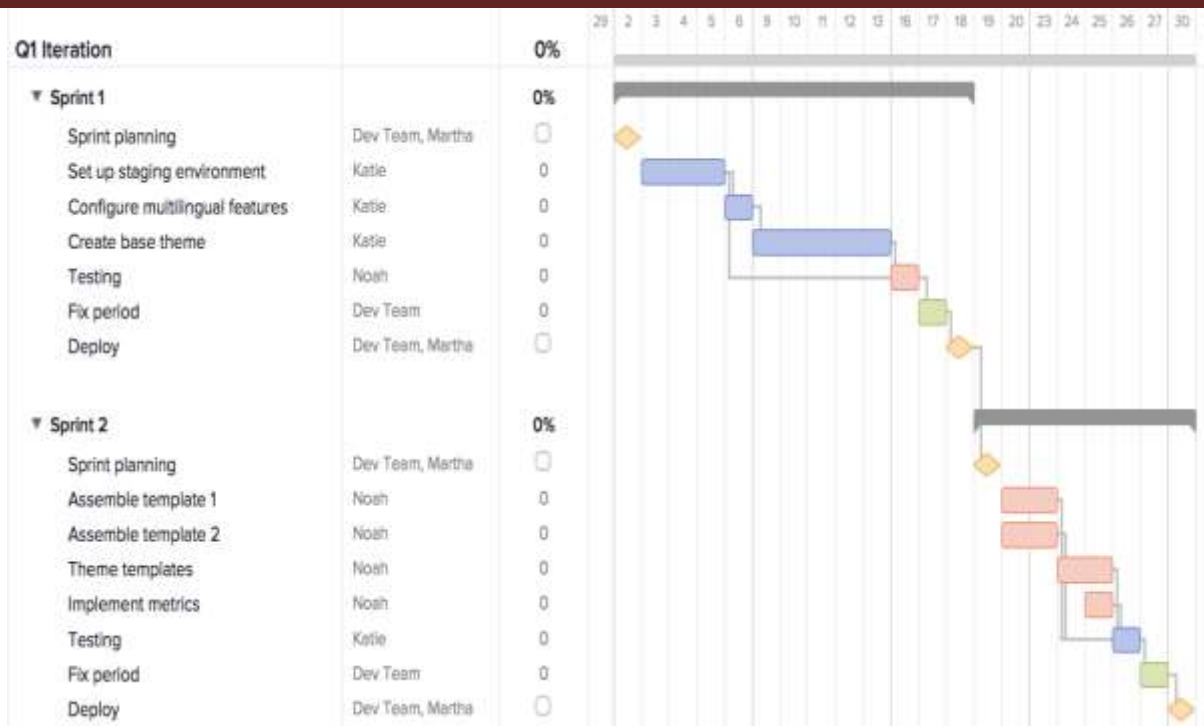 29 2 3 4 5 6 9 10 11 12 13 16 17 18 19 20 23 24 25 26 27 30
Q1 Iteration 0%
▼ Sprint 1 0%
Sprint planning Dev Team, Martha
Set up staging environment Katie 0
Configure multilingual features Katie 0
Create base theme Katie 0
Testing Noah 0
Fix period Dev Team 0
Deploy Dev Team, Martha
▼ Sprint 2 0%
Sprint planning Dev Team, Martha
Assemble template 1 Noah 0
Assemble template 2 Noah 0
Theme templates Noah 0
Implement metrics Noah 0
Testing Katie 0
Fix period Dev Team 0
Deploy Dev Team, Martha